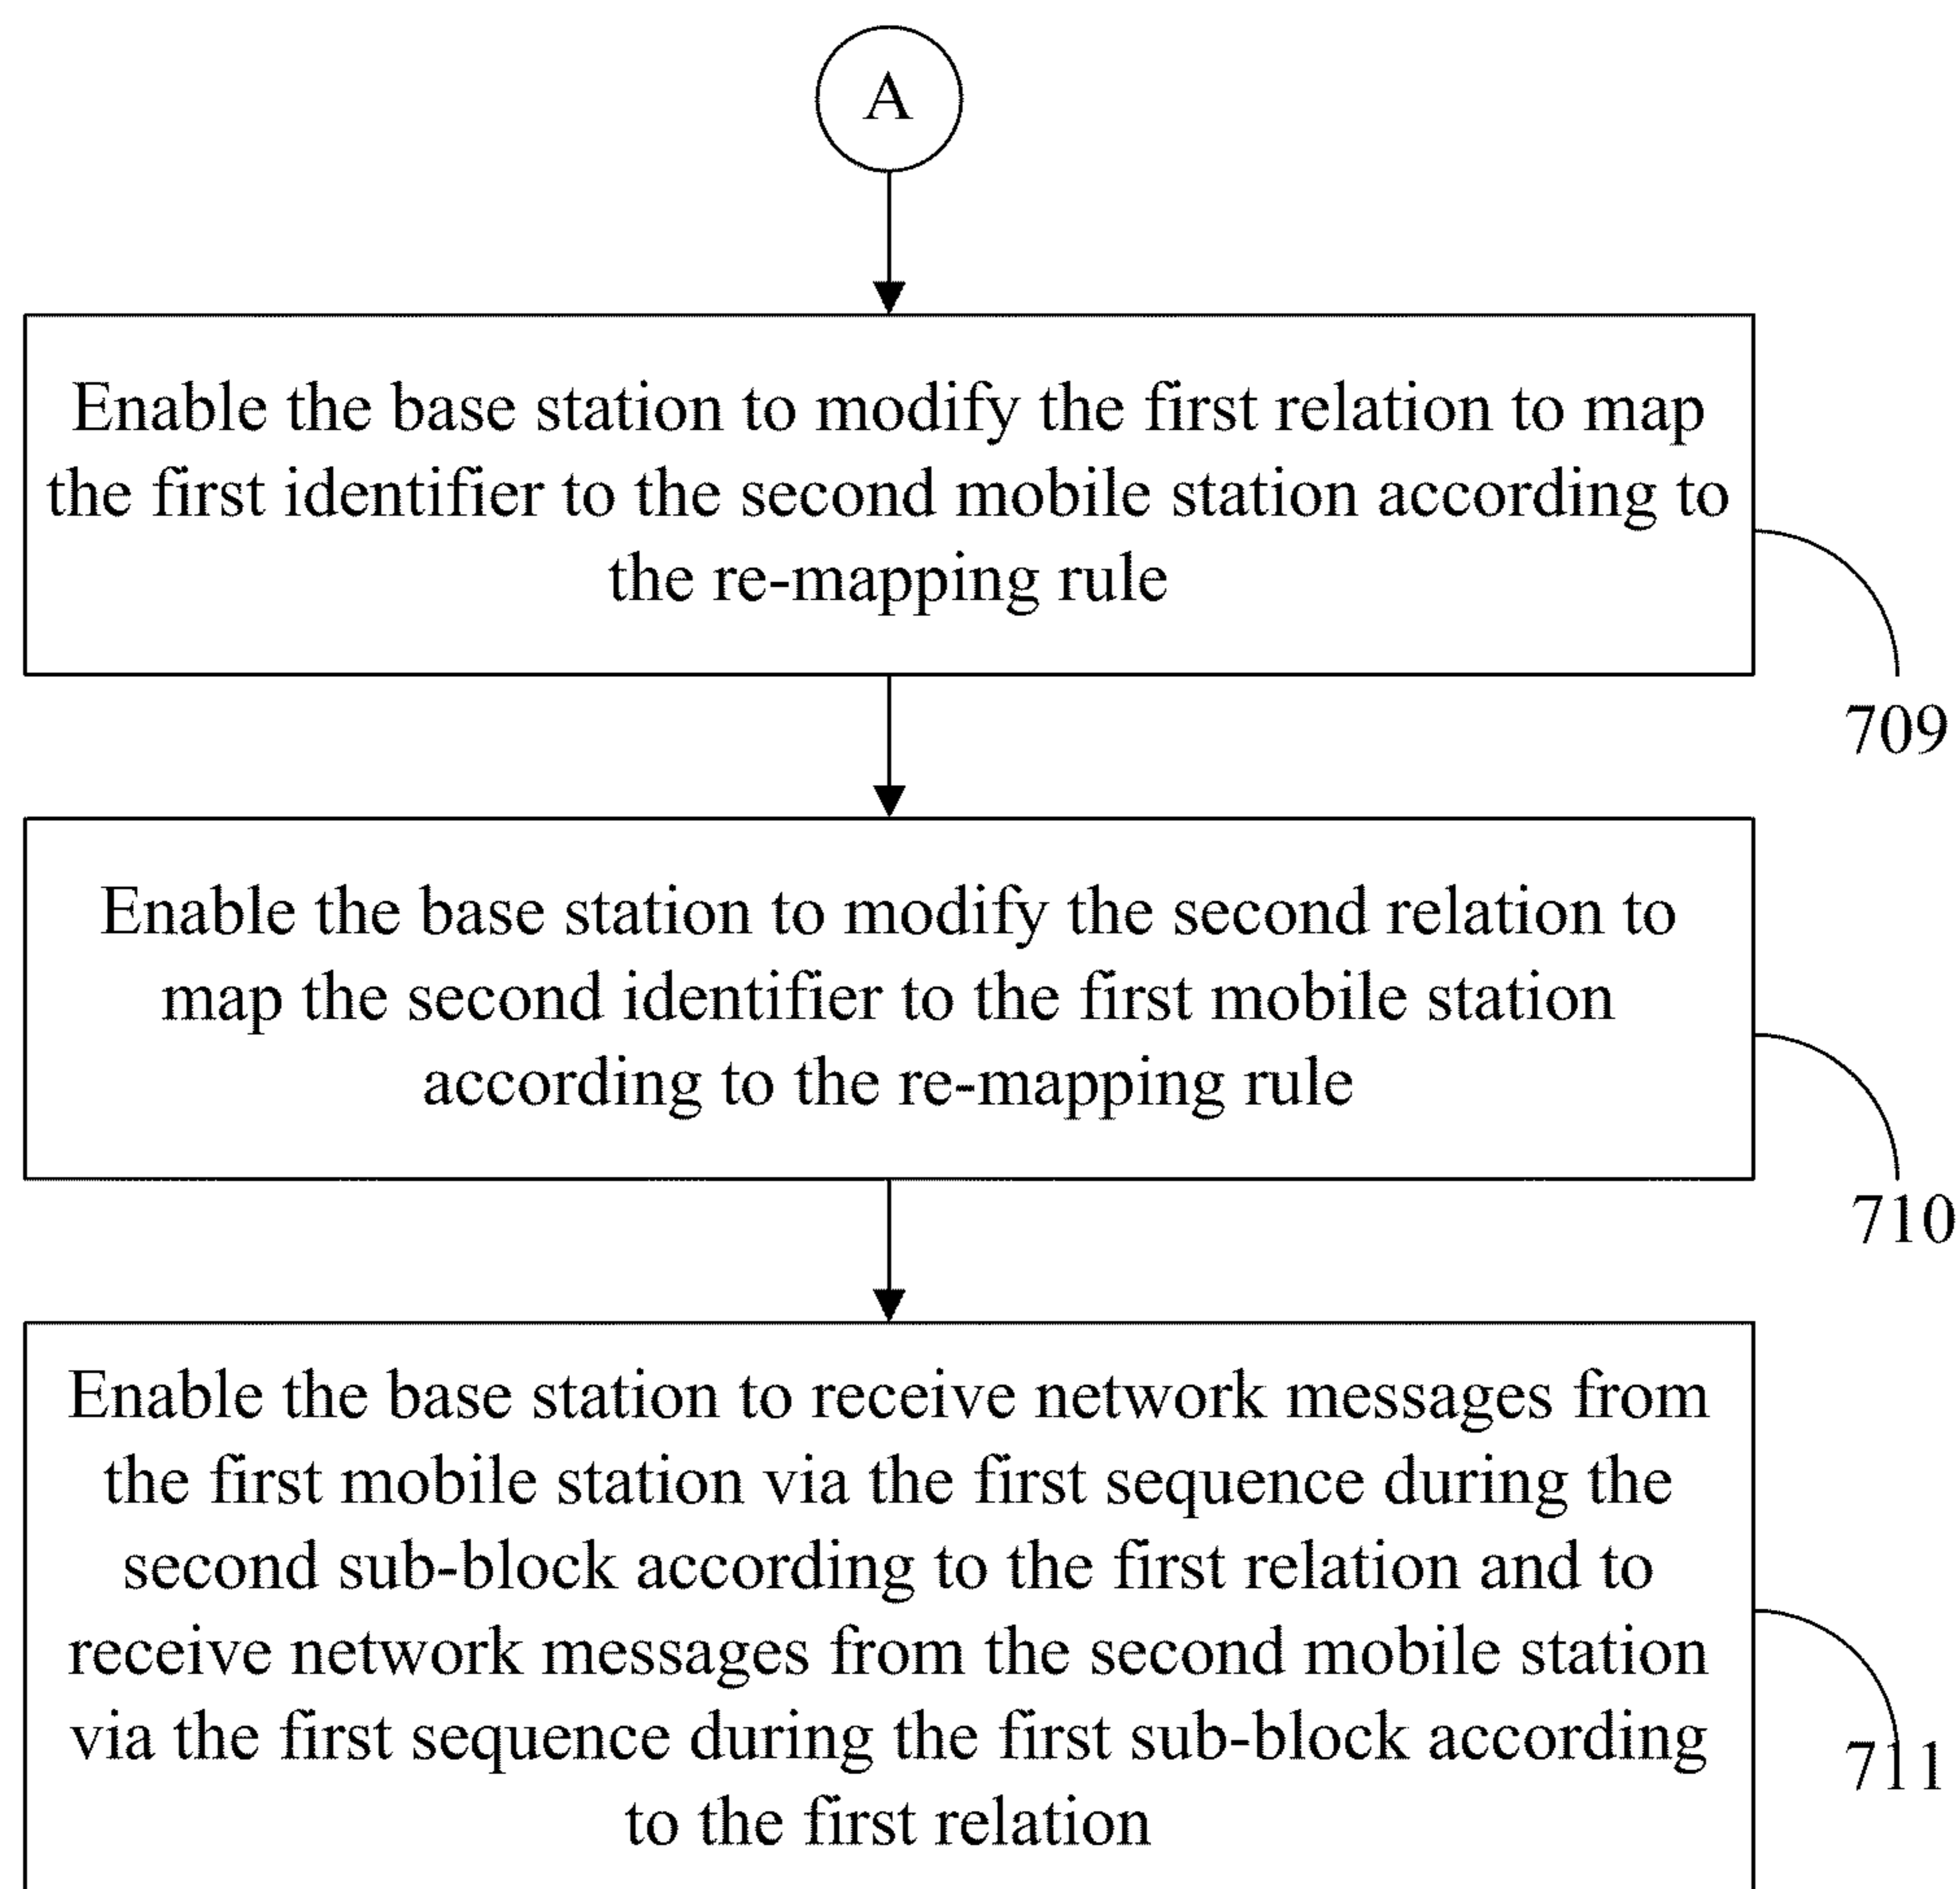 A
Enable the base station to modify the first relation to map
the first identifier to the second mobile station according to
the re-mapping rule
709
Enable the base station to modify the second relation to
map the second identifier to the first mobile station
according to the re-mapping rule
710
Enable the base station to receive network messages from
the first mobile station via the first sequence during the
second sub-block according to the first relation and to
receive network messages from the second mobile station
via the first sequence during the first sub-block according
to the first relation
711